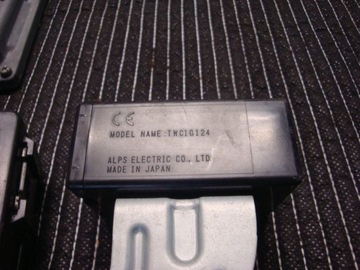 CE
MODEL NAME:TWC1G124
ALPS ELECTRIC CO., LTD
MADE IN JAPAN